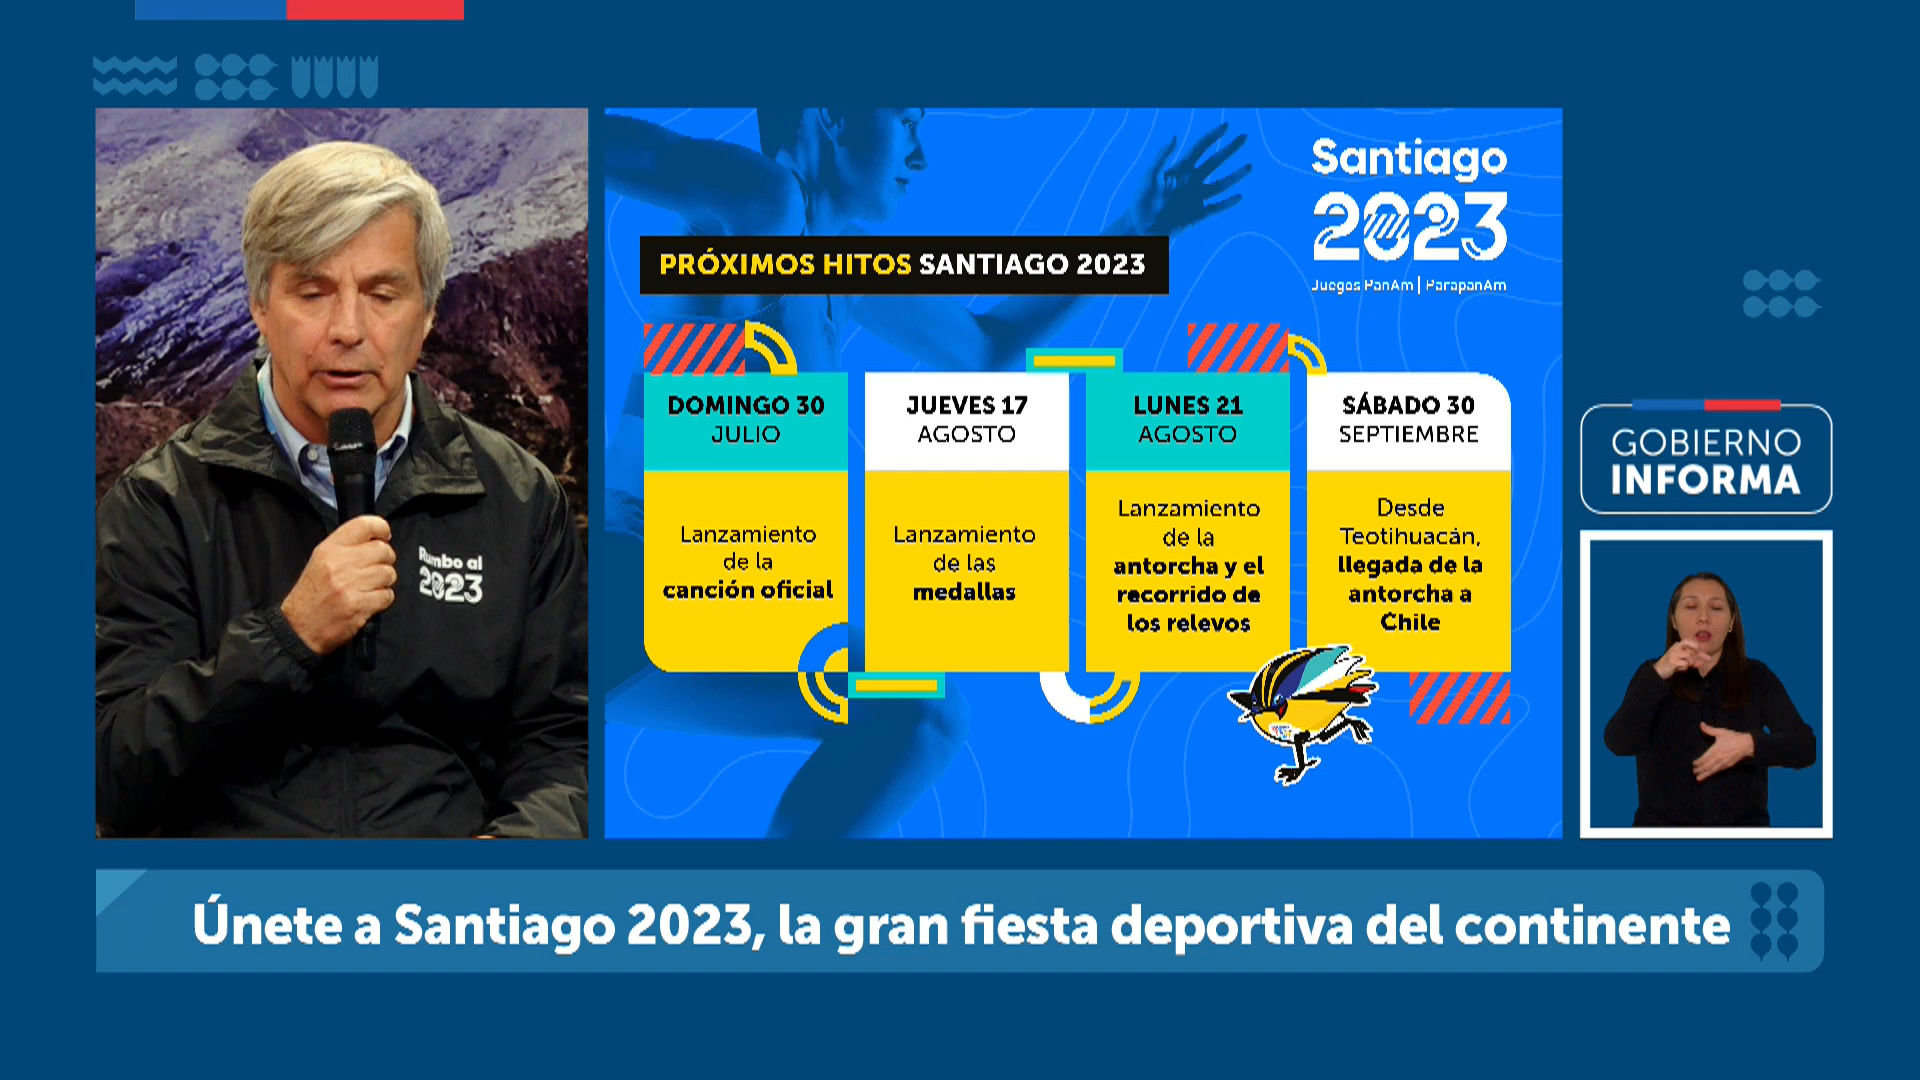 Santiago
2023
Juegos PanAm | ParapanAm
PRÓXIMOS HITOS SANTIAGO 2023
DOMINGO 30
JULIO
Lanzamiento
de la
canción oficial
JUEVES 17
AGOSTO
Lanzamiento
de las
medallas
LUNES 21
AGOSTO
Lanzamiento
de la
antorcha y el
recorrido de
los relevos
SÁBADO 30
SEPTIEMBRE
Desde
Teotihuacán,
llegada de la
antorcha a
Chile
Rumbo al
2023
GOBIERNO
INFORMA
Únete a Santiago 2023, la gran fiesta deportiva del continente